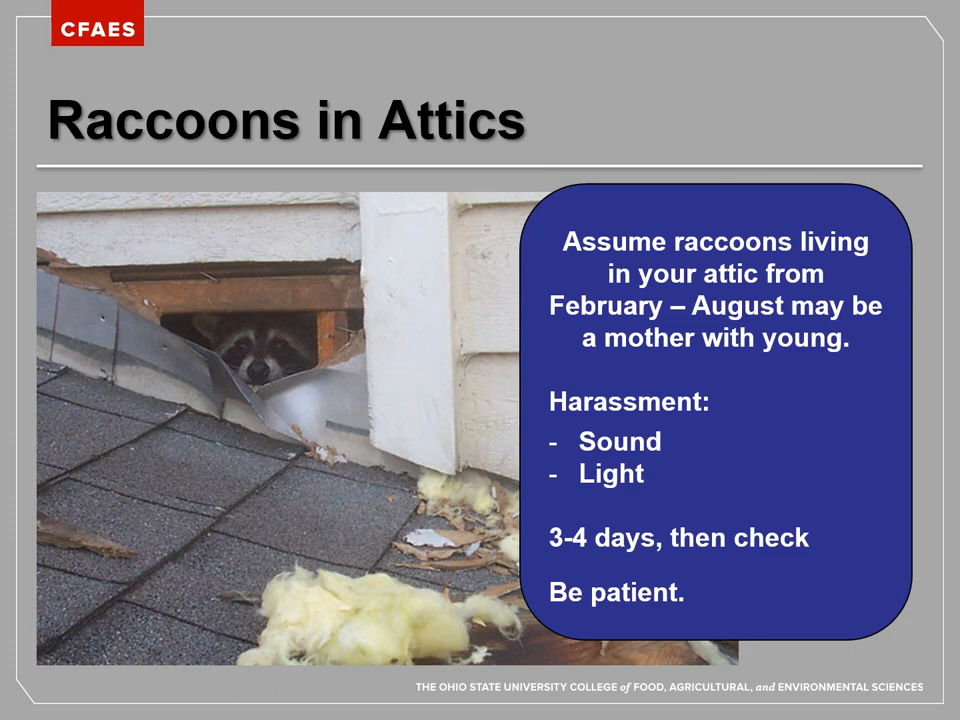 CFAES
Raccoons in Attics
Assume raccoons living
in your attic from
February – August may be
a mother with young.
Harassment:
- Sound
- Light
3-4 days, then check
Be patient.
THE OHIO STATE UNIVERSITY COLLEGE of FOOD, AGRICULTURAL, and ENVIRONMENTAL SCIENCES